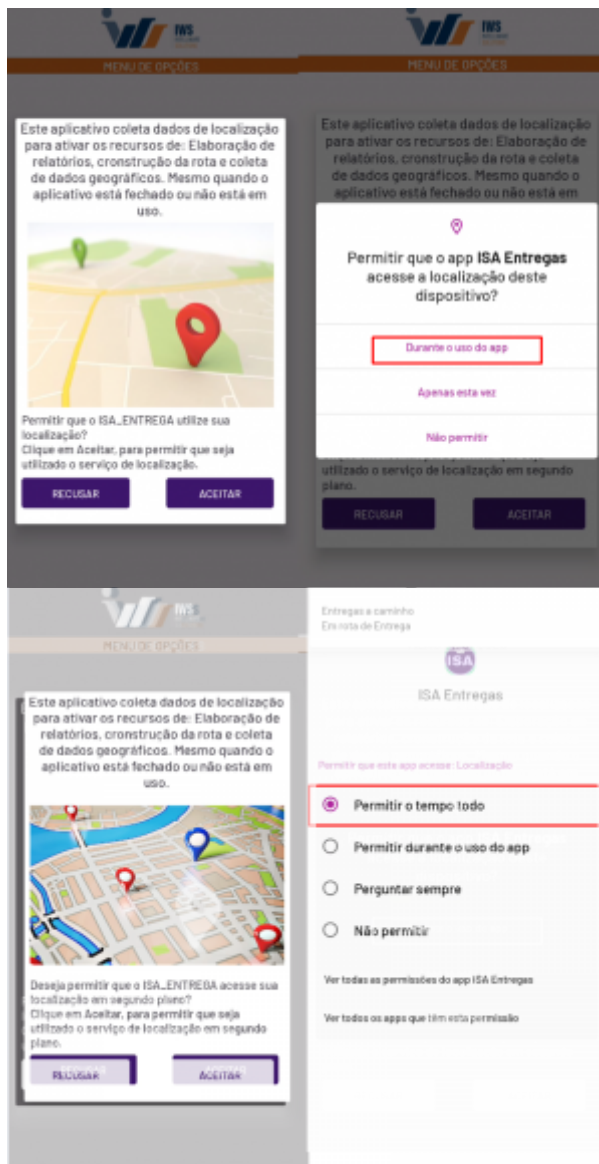 IWS
MENU DE OPÇÕES
Este aplicativo coleta dados de localização
para ativar os recursos de: Elaboração de
relatórios, cronstrução da rota e coleta
de dados geográficos. Mesmo quando o
aplicativo está fechado ou não está em
uso.
Permitir que o ISA_ENTREGA utilize sua
localização?
Clique em Aceitar, para permitir que seja
utilizado o serviço de localização.
RECUSAR
ACEITAR
IWS
MENU DE OPÇÕES
Este aplicativo coleta dados de localização
para ativar os recursos de: Elaboração de
relatórios, cronstrução da rota e coleta
de dados geográficos. Mesmo quando o
aplicativo está fechado ou não está em
Permitir que o app ISA Entregas
acesse a localização deste
dispositivo?
Durante o uso do app
Apenas esta vez
Não permitir
utilizado o serviço de localização em segundo
plano.
RECUSAR
ACEITAR
IWS
MENU DE OPÇÕES
Este aplicativo coleta dados de localização
para ativar os recursos de: Elaboração de
relatórios, cronstrução da rota e coleta
de dados geográficos. Mesmo quando o
aplicativo está fechado ou não está em
uso.
Deseja permitir que o ISA_ENTREGA acesse sua
localização em segundo plano?
Clique em Aceitar, para permitir que seja
utilizado o serviço de localização em segundo
plano.
RECUSAR
ACEITAR
Entregas a caminho
Em rota de Entrega
ISA
ISA Entregas
Permitir que este app acesse: Localização
Permitir o tempo todo
Permitir durante o uso do app
Perguntar sempre
Não permitir
Ver todas as permissões do app ISA Entregas
Ver todos os apps que têm esta permissão